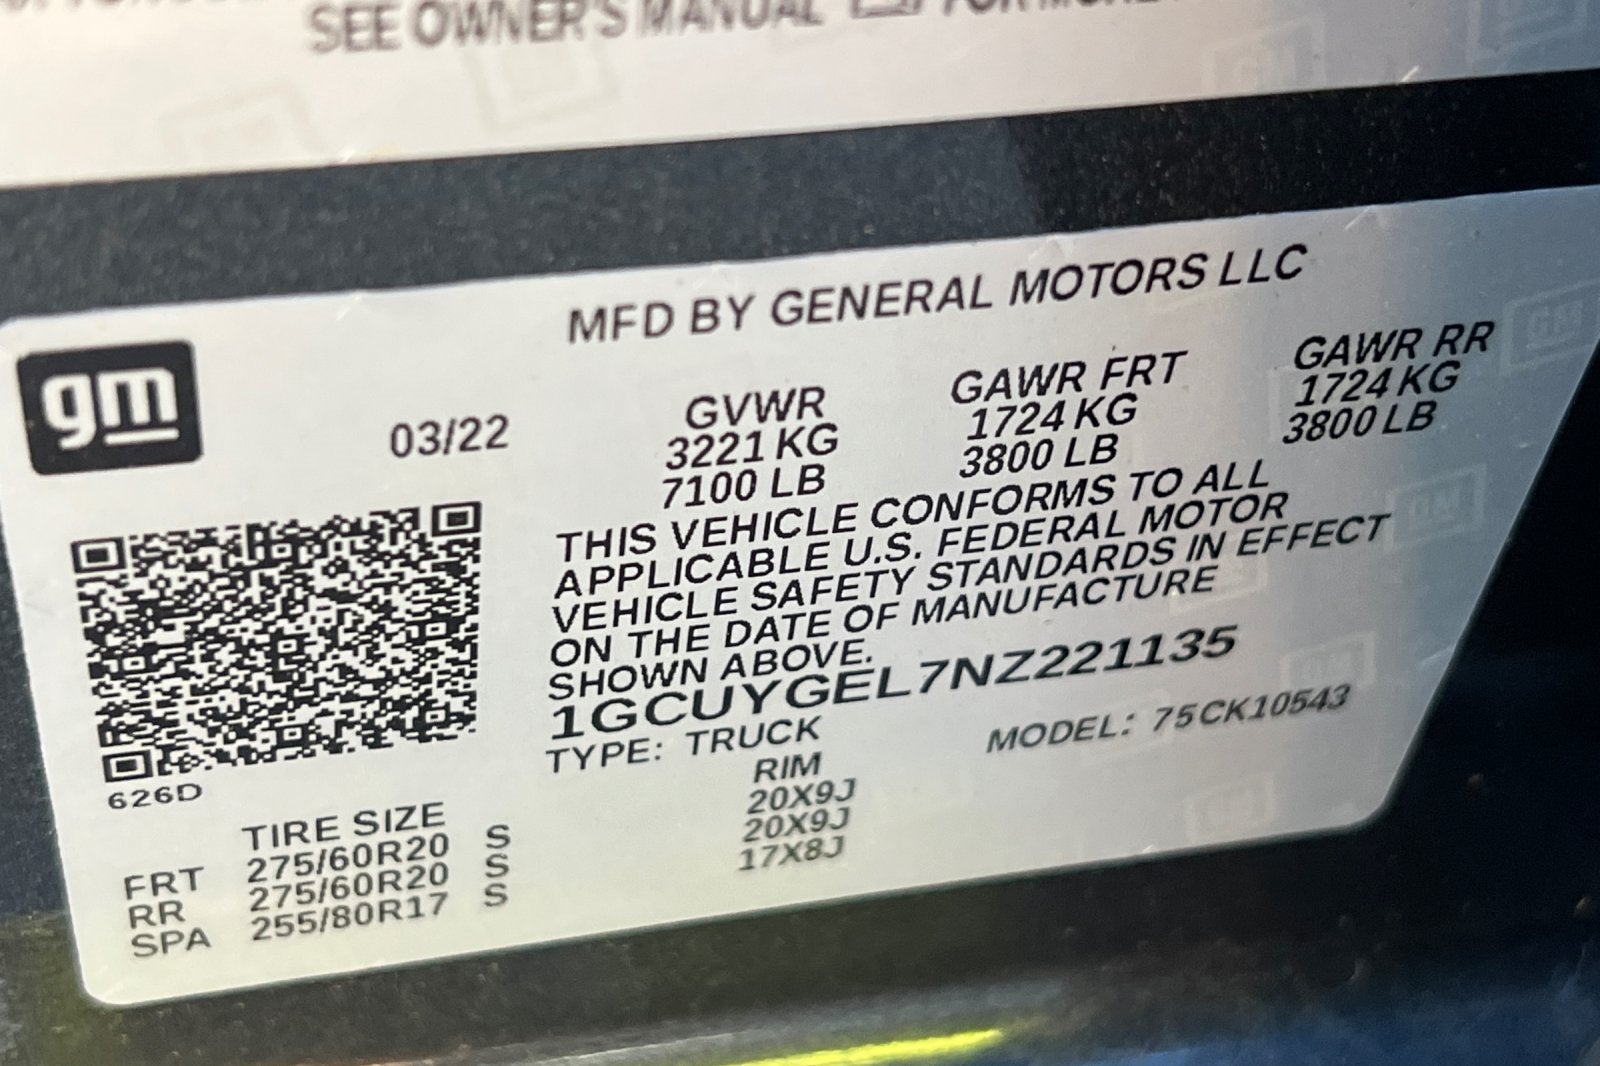 SEE OWNER'S MANUAL
MFD BY GENERAL MOTORS LLC
gm
03/22
GVWR GAWR FRT GAWR RR
3221 KG 1724 KG 1724 KG
7100 LB 3800 LB 3800 LB
THIS VEHICLE CONFORMS TO ALL
APPLICABLE U.S. FEDERAL MOTOR
VEHICLE SAFETY STANDARDS IN EFFECT
ON THE DATE OF MANUFACTURE
SHOWN ABOVE.
1GCUYGEL7NZ221135
TYPE: TRUCK MODEL: 75CK10543
626D
TIRE SIZE RIM
FRT 275/60R20 S 20X9J
RR 275/60R20 S 20X9J
SPA 255/80R17 S 17X8J